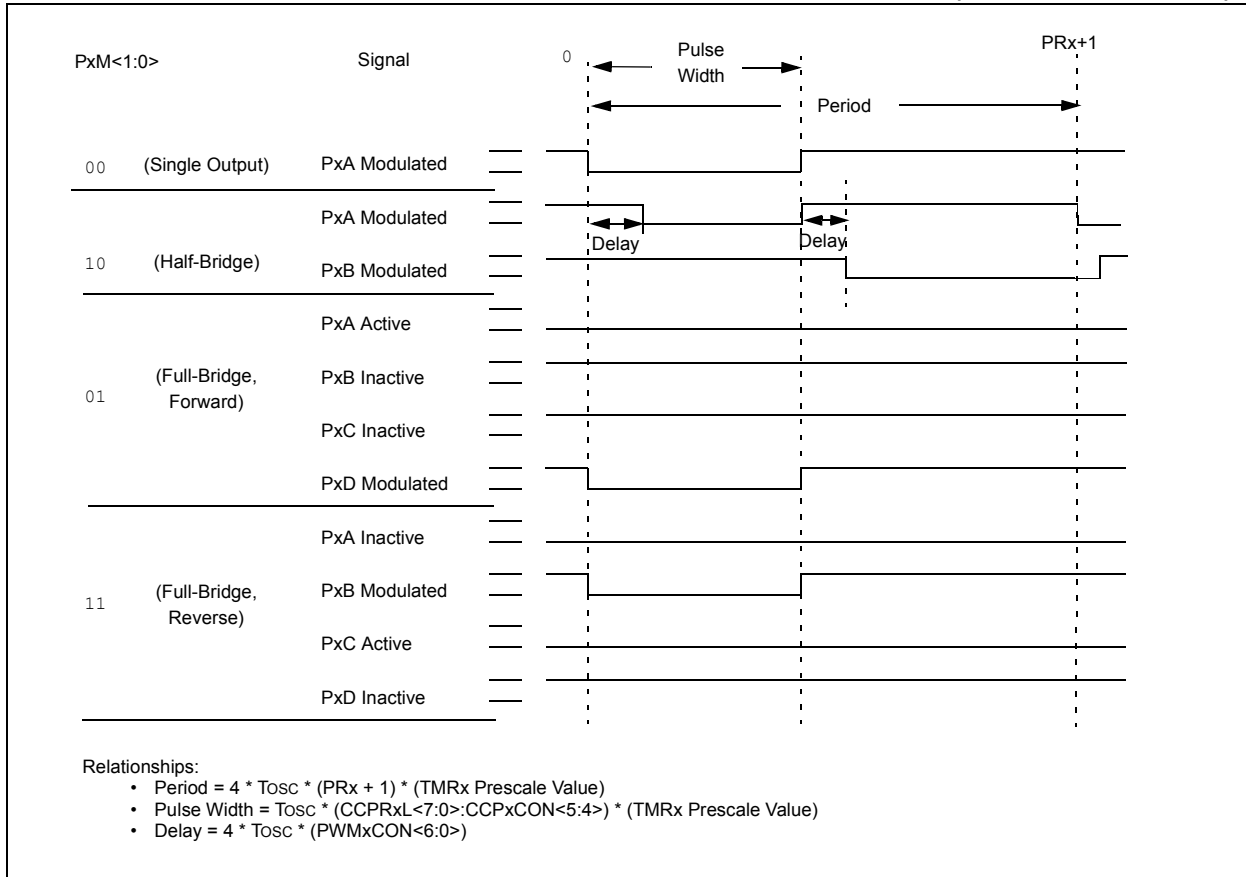 PxM<1:0>
Signal
0
Pulse
Width
PRx+1
Period
00 (Single Output) PxA Modulated
PxA Modulated
Delay
Delay
10 (Half-Bridge) PxB Modulated
PxA Active
01 (Full-Bridge,
Forward)
PxB Inactive
PxC Inactive
PxD Modulated
PxA Inactive
11 (Full-Bridge,
Reverse)
PxB Modulated
PxC Active
PxD Inactive
Relationships:
• Period = 4 * TOSC * (PRx + 1) * (TMRx Prescale Value)
• Pulse Width = TOSC * (CCPRxL<7:0>:CCPxCON<5:4>) * (TMRx Prescale Value)
• Delay = 4 * TOSC * (PWMxCON<6:0>)